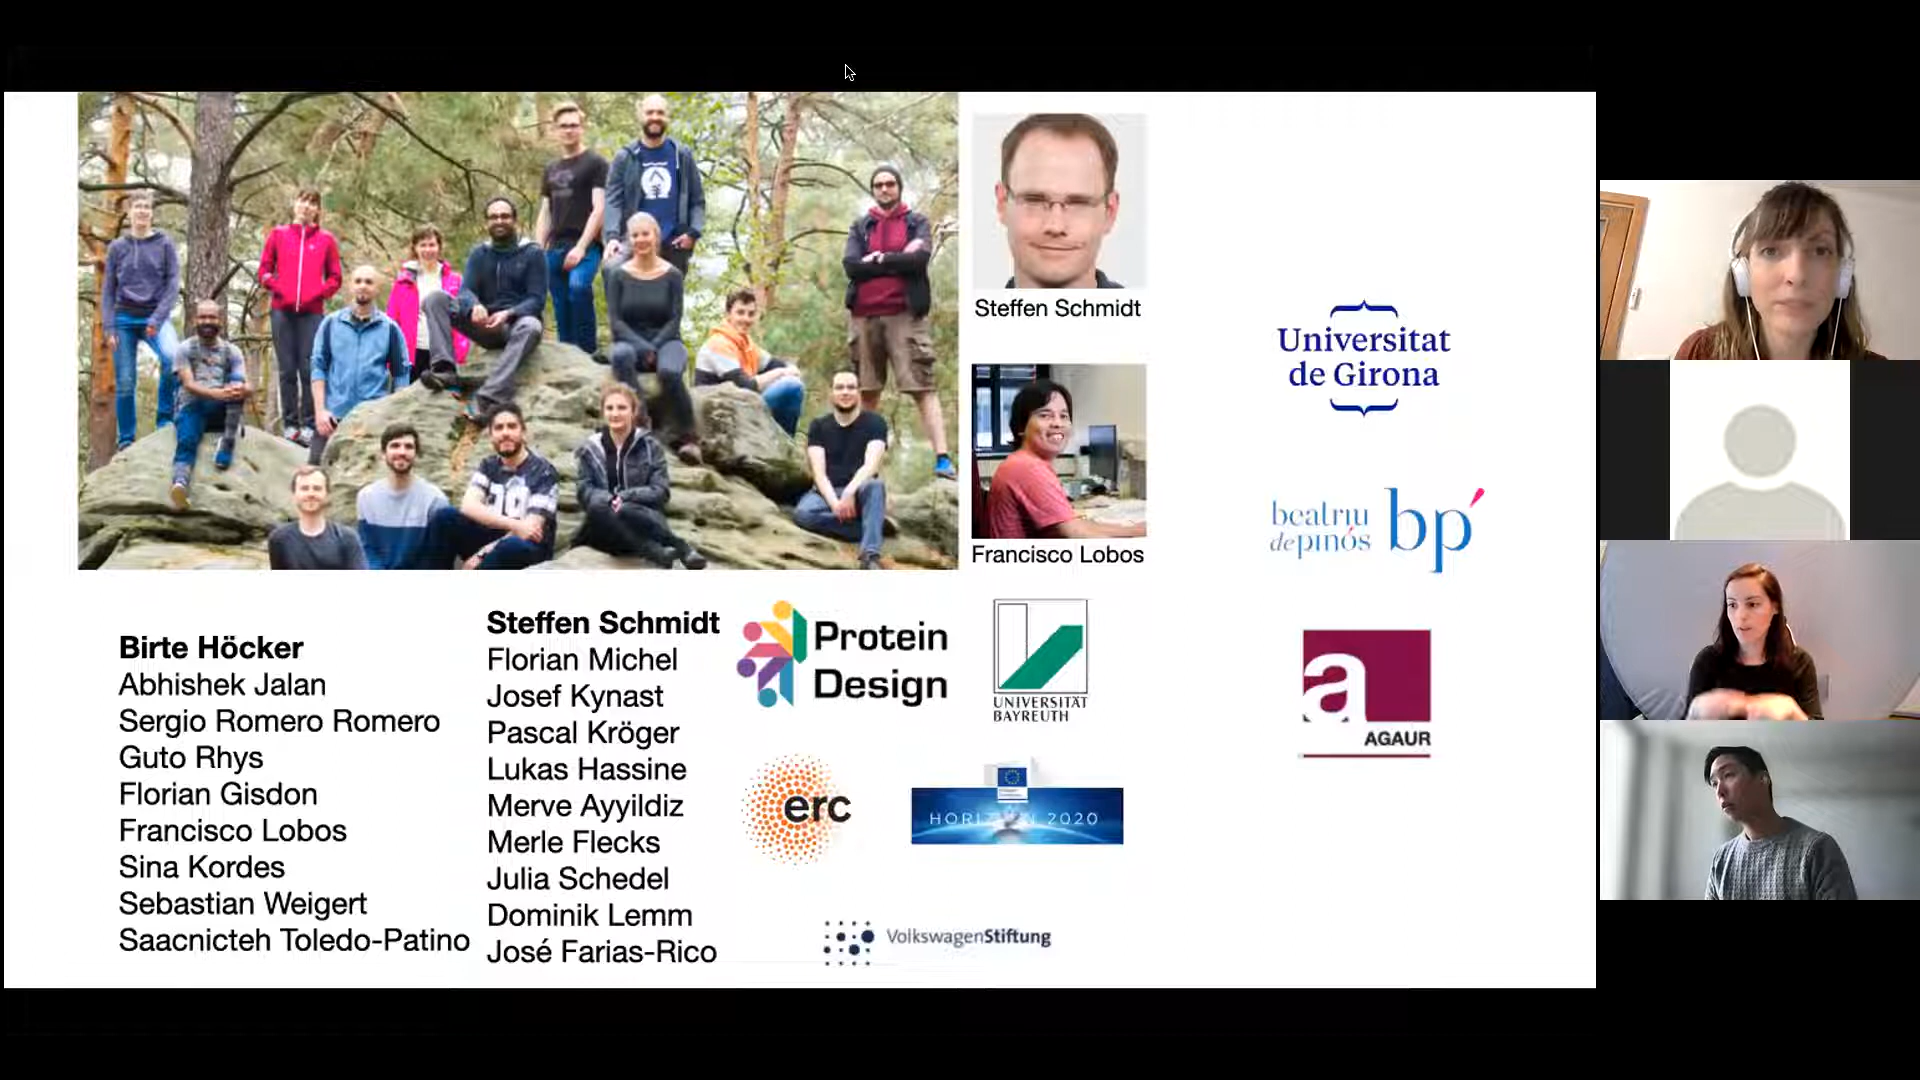 Steffen Schmidt
Francisco Lobos
Birte Höcker
Abhishek Jalan
Sergio Romero Romero
Guto Rhys
Florian Gisdon
Francisco Lobos
Sina Kordes
Sebastian Weigert
Saacnicteh Toledo-Patino
Steffen Schmidt
Florian Michel
Josef Kynast
Pascal Kröger
Lukas Hassine
Merve Ayyildiz
Merle Flecks
Julia Schedel
Dominik Lemm
José Farias-Rico
Protein
Design
UNIVERSITÄT
BAYREUTH
erc
HORIZON 2020
VolkswagenStiftung
Universitat
de Girona
beatriu
de pinós
bp
a
AGAUR